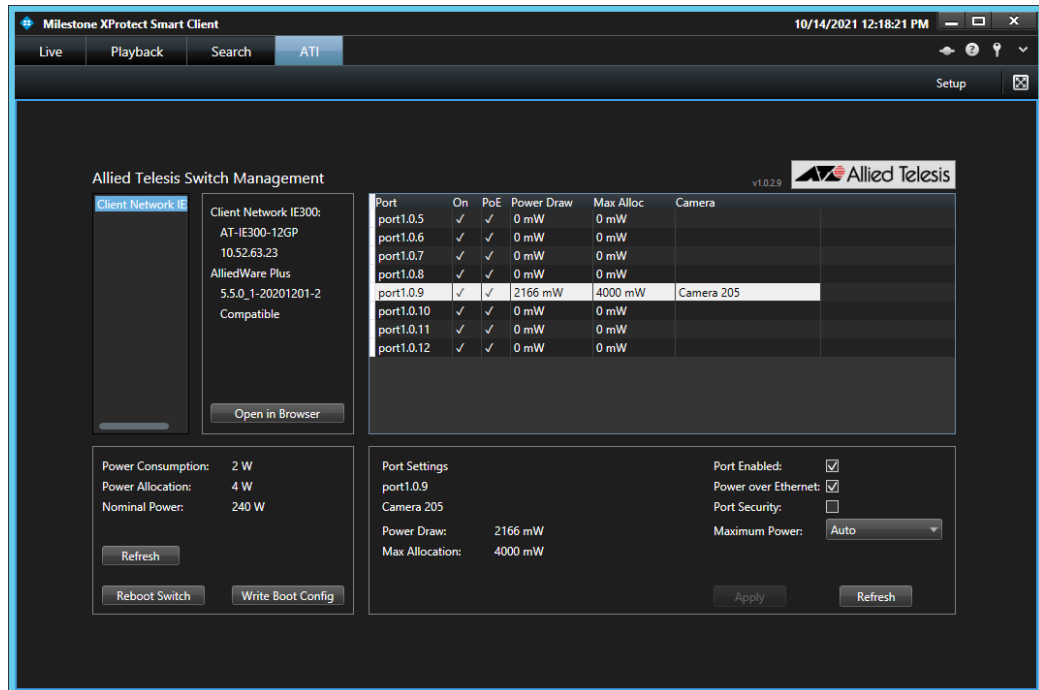 Milestone XProtect Smart Client
10/14/2021 12:18:21 PM
Live Playback Search ATI
Setup
Allied Telesis Switch Management
v1.0.2.9
Allied Telesis
Client Network IE
Client Network IE300:
AT-IE300-12GP
10.52.63.23
AlliedWare Plus
5.5.0_1-20201201-2
Compatible
Open in Browser
Port On PoE Power Draw Max Alloc Camera
port1.0.5 ✓ ✓ 0 mW 0 mW
port1.0.6 ✓ ✓ 0 mW 0 mW
port1.0.7 ✓ ✓ 0 mW 0 mW
port1.0.8 ✓ ✓ 0 mW 0 mW
port1.0.9 ✓ ✓ 2166 mW 4000 mW Camera 205
port1.0.10 ✓ ✓ 0 mW 0 mW
port1.0.11 ✓ ✓ 0 mW 0 mW
port1.0.12 ✓ ✓ 0 mW 0 mW
Power Consumption: 2 W
Power Allocation: 4 W
Nominal Power: 240 W
Refresh
Reboot Switch Write Boot Config
Port Settings
port1.0.9
Camera 205
Power Draw: 2166 mW
Max Allocation: 4000 mW
Port Enabled:
Power over Ethernet:
Port Security:
Maximum Power: Auto
Apply Refresh